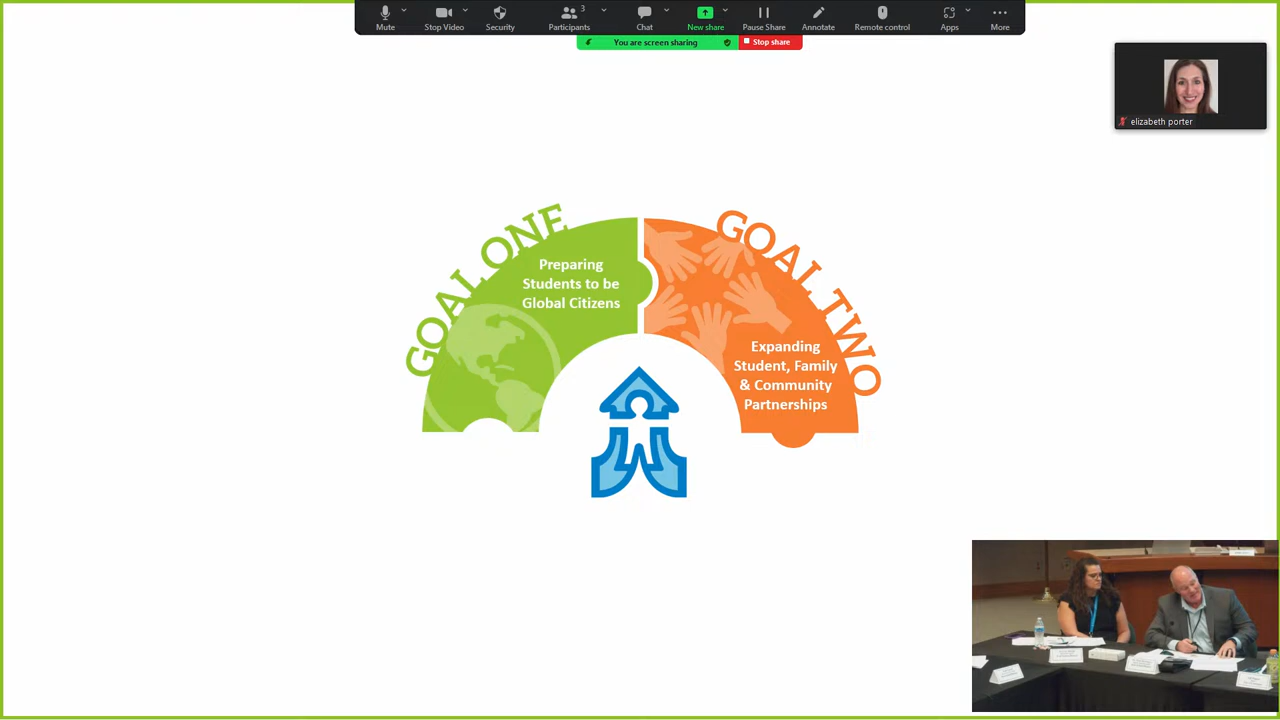 3
Mute
Stop Video
Security
Participants
Chat
New share
Pause Share
Annotate
Remote control
Apps
More
You are screen sharing
Stop share
elizabeth porter
GOAL ONE
Preparing
Students to be
Global Citizens
GOAL TWO
Expanding
Student, Family
& Community
Partnerships